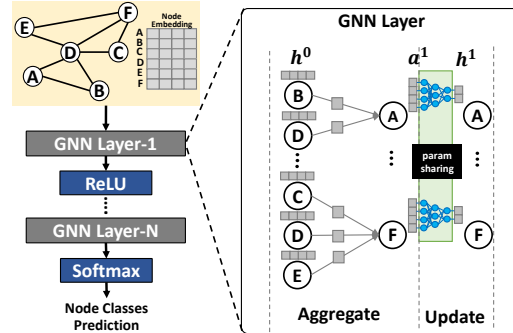 Node
Embedding
E
F
D
C
A
B
A
B
C
D
E
F
GNN Layer-1
ReLU
GNN Layer-N
Softmax
Node Classes
Prediction
GNN Layer
h⁰ a¹ h¹
B
D
A
A
param
sharing
C
D
E
F
F
Aggregate
Update